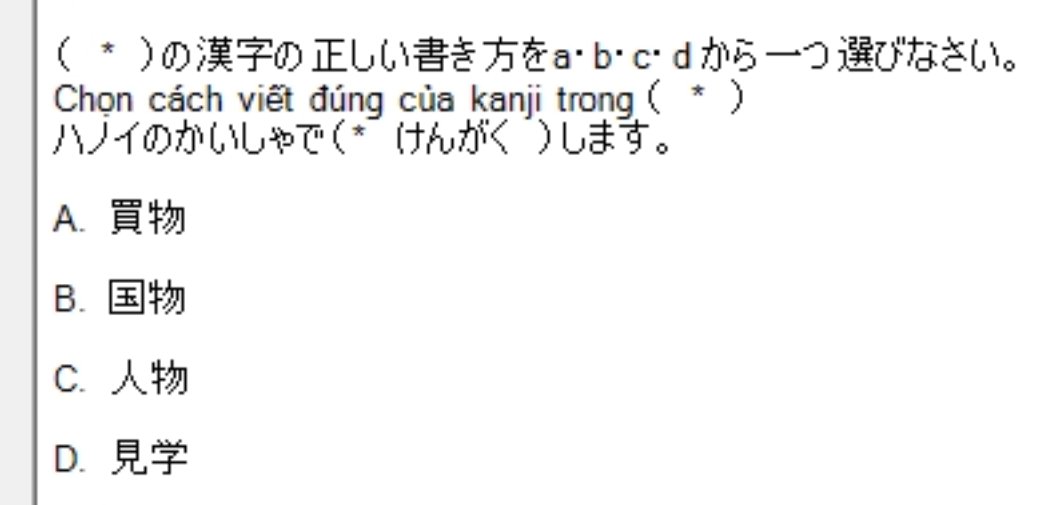 ( * )の漢字の正しい書き方をa・b・c・dから一つ選びなさい。
Chọn cách viết đúng của kanji trong ( * )
ハノイのかいしゃで(* けんがく )します。
A. 買物
B. 国物
C. 人物
D. 見学